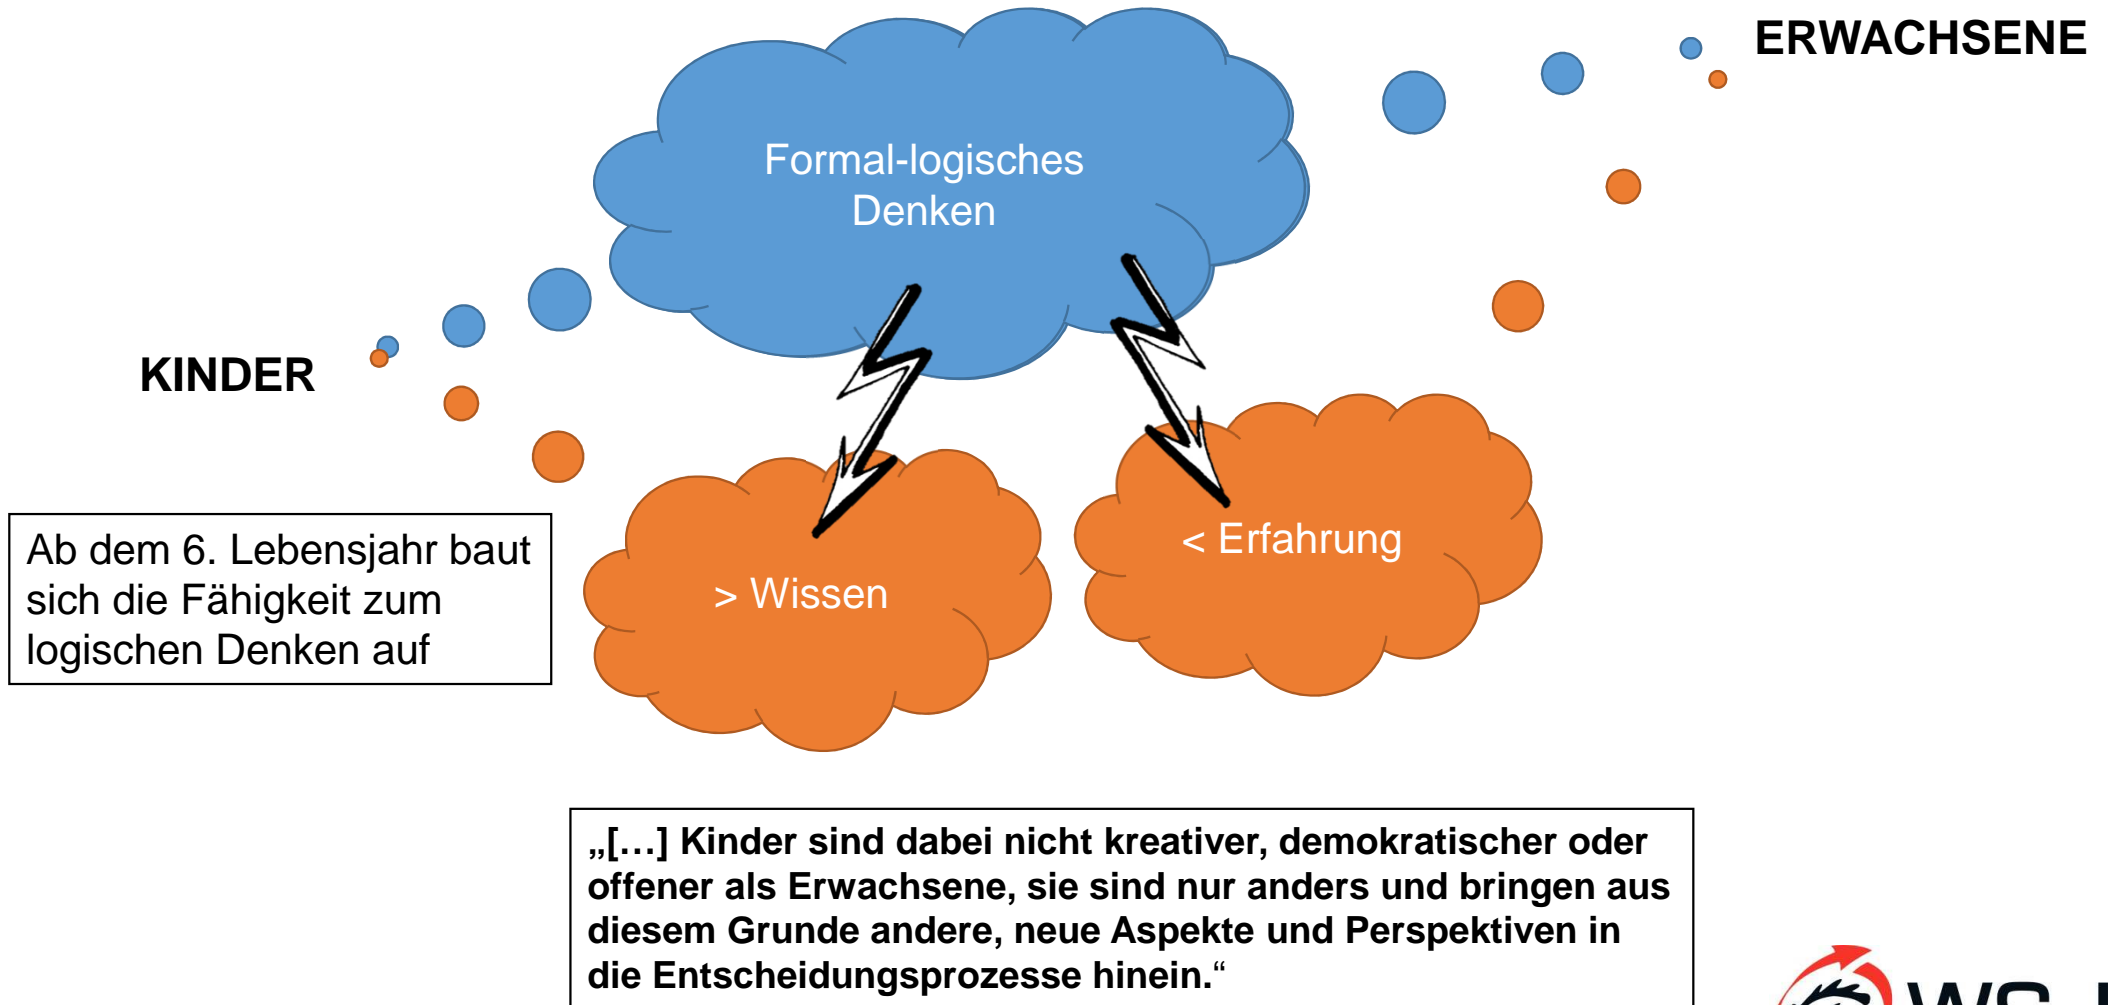 ERWACHSENE
Formal-logisches
Denken
KINDER
Ab dem 6. Lebensjahr baut
sich die Fähigkeit zum
logischen Denken auf
> Wissen
< Erfahrung
„[…] Kinder sind dabei nicht kreativer, demokratischer oder
offener als Erwachsene, sie sind nur anders und bringen aus
diesem Grunde andere, neue Aspekte und Perspektiven in
die Entscheidungsprozesse hinein.“